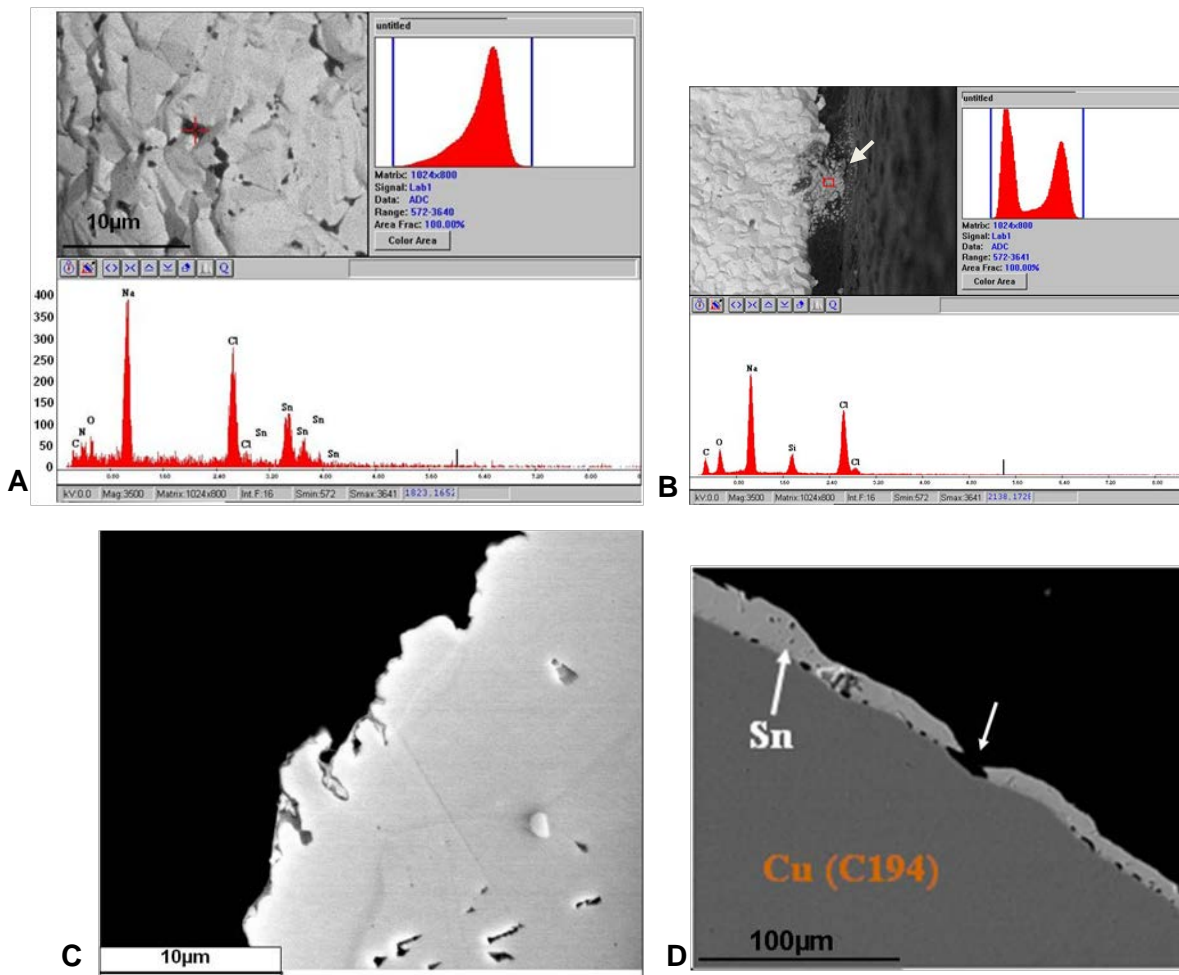 untitled
Matrix: 1024x800
Signal: Lab1
Data: ADC
Range: 572-3640
Area Frac: 100.00%
Color Area
10µm
Q
400
350
300
250
200
150
100
50
0
Na
Cl
C
N
O
Cl
Sn
Sn
Sn
Sn
Sn
kV:0.0 Mag:3500 Matrix:1024x800 Int.F:16 Smin:572 Smax:3641
A
untitled
Matrix: 1024x800
Signal: Lab1
Data: ADC
Range: 572-3641
Area Frac: 100.00%
Color Area
Q
Na
Cl
C
O
Si
Cl
kV:0.0 Mag:3500 Matrix:1024x800 Int.F:16 Smin:572 Smax:3641
B
10µm
C
Sn
Cu (C194)
100µm
D